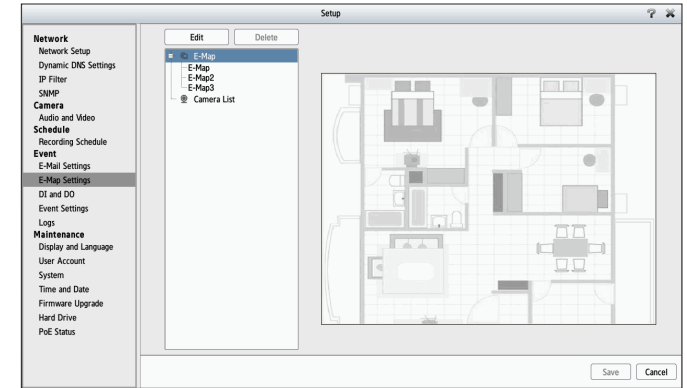 Setup
Network
Network Setup
Dynamic DNS Settings
IP Filter
SNMP
Camera
Audio and Video
Schedule
Recording Schedule
Event
E-Mail Settings
E-Map Settings
DI and DO
Event Settings
Logs
Maintenance
Display and Language
User Account
System
Time and Date
Firmware Upgrade
Hard Drive
PoE Status
Edit Delete
E-Map
E-Map
E-Map2
E-Map3
Camera List
Save Cancel